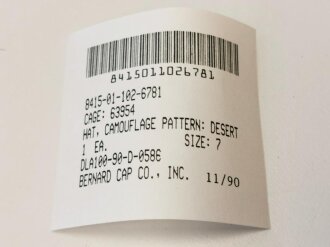 8415011026781
8415-01-102-6781
CAGE: 63954
HAT, CAMOUFLAGE PATTERN: DESERT
1 EA. SIZE: 7
DLA100-90-D-0586
BERNARD CAP CO., INC. 11/90